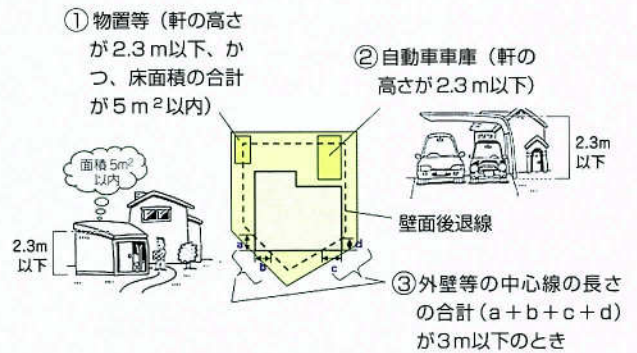 ① 物置等（軒の高さ
が 2.3 m以下、か
つ、床面積の合計
が 5 m²以内）
② 自動車車庫（軒の
高さが 2.3 m以下）
面積 5m²
以内
2.3m
以下
2.3m
以下
壁面後退線
a
b
c
d
③ 外壁等の中心線の長さ
の合計（a＋b＋c＋d）
が3m以下のとき